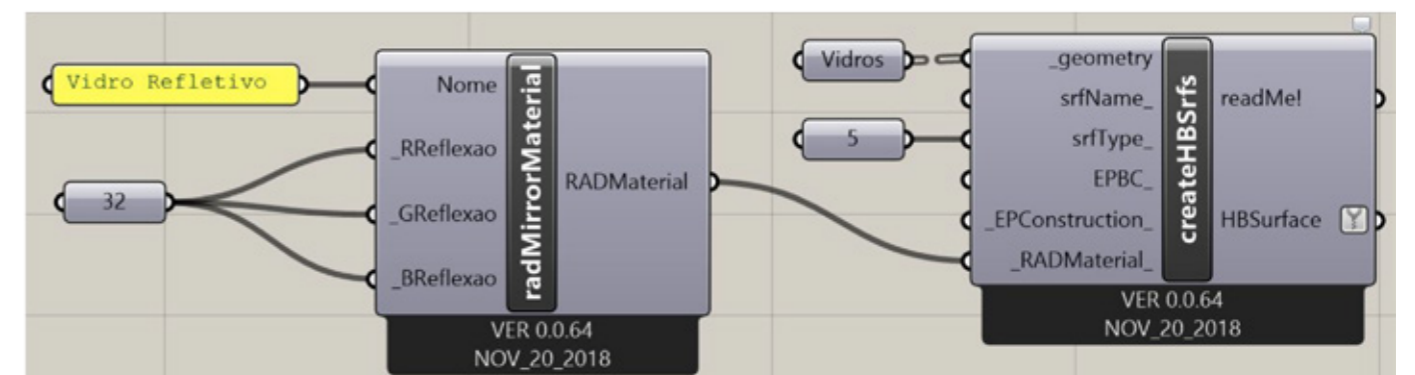 Vidro Refletivo
32
Nome
_RReflexao
_GReflexao
_BReflexao
radMirrorMaterial
RADMaterial
VER 0.0.64
NOV_20_2018
Vidros
5
_geometry
srfName_
srfType_
EPBC_
_EPConstruction_
_RADMaterial_
createHBSrfs
readMe!
HBSurface
VER 0.0.64
NOV_20_2018